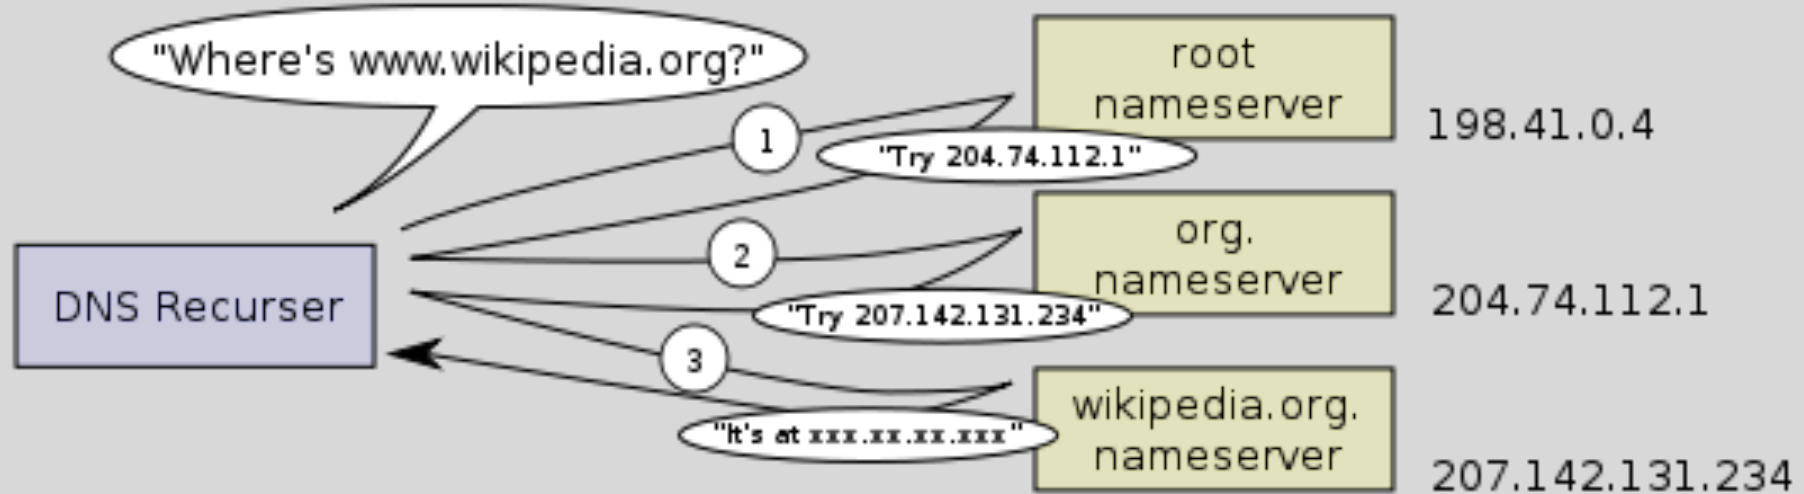 "Where's www.wikipedia.org?"
root
nameserver
198.41.0.4
1
"Try 204.74.112.1"
org.
nameserver
204.74.112.1
2
DNS Recurser
"Try 207.142.131.234"
3
wikipedia.org.
nameserver
207.142.131.234
"It's at xxx.xx.xx.xxx"